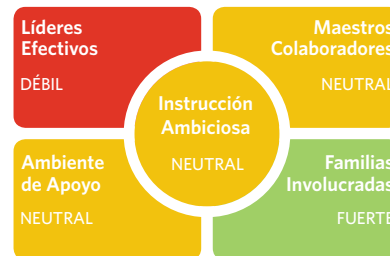 Líderes
Efectivos
DÉBIL
Maestros
Colaboradores
NEUTRAL
Instrucción
Ambiciosa
NEUTRAL
Ambiente
de Apoyo
NEUTRAL
Familias
Involucradas
FUERTE